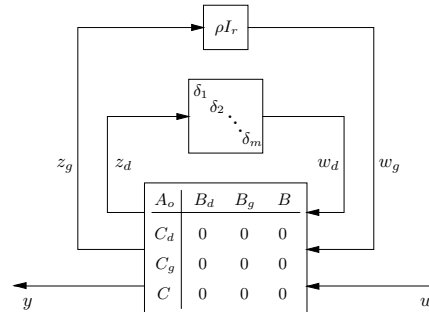 ρI_r
δ_1
δ_2
⋱
δ_m
z_g z_d w_d w_g
A_o B_d B_g B
C_d 0 0 0
C_g 0 0 0
C 0 0 0
y u